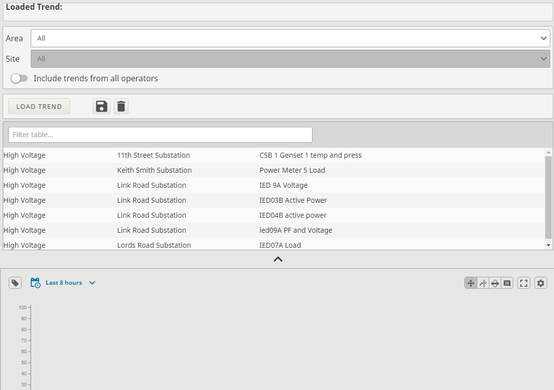 Loaded Trend:
Area All
Site All
Include trends from all operators
LOAD TREND
Filter table...
High Voltage 11th Street Substation CSB 1 Genset 1 temp and press
High Voltage Keith Smith Substation Power Meter 5 Load
High Voltage Link Road Substation IED 9A Voltage
High Voltage Link Road Substation IED03B Active Power
High Voltage Link Road Substation IED04B active power
High Voltage Link Road Substation ied09A PF and Voltage
High Voltage Lords Road Substation IED07A Load
Last 8 hours
100
90
80
70
60
50
40
30